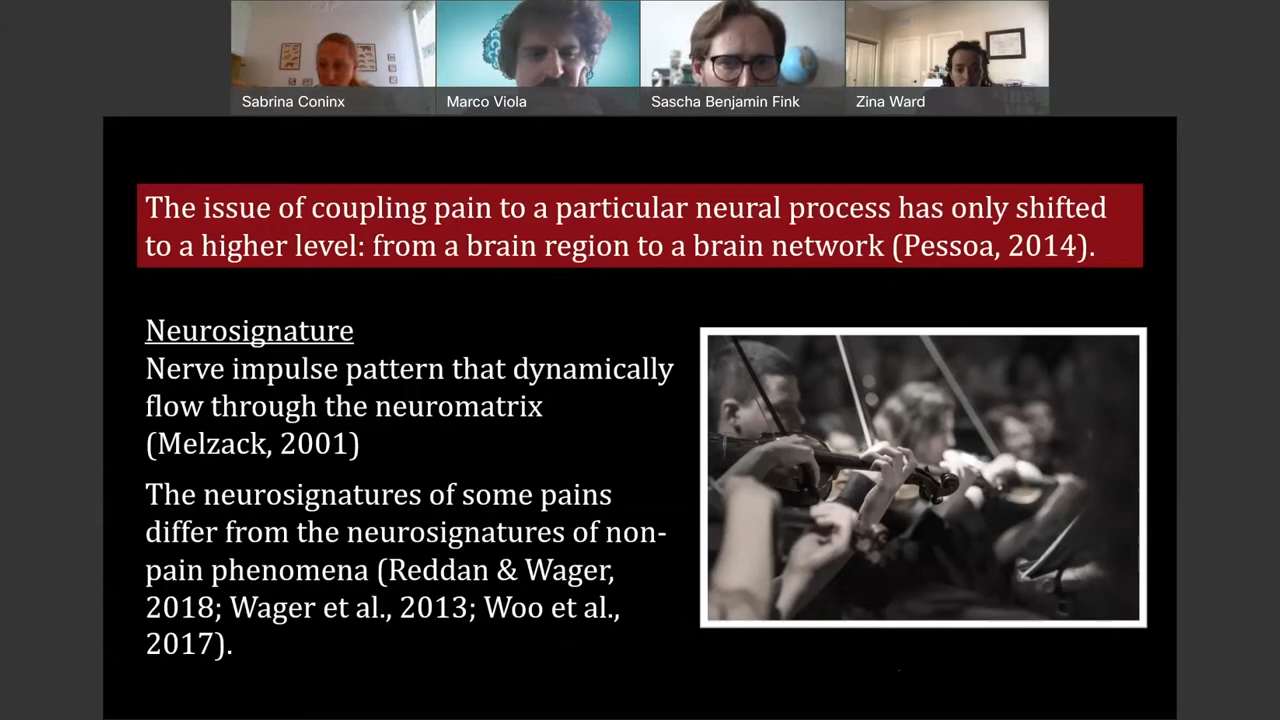 Sabrina Coninx
Marco Viola
Sascha Benjamin Fink
Zina Ward
The issue of coupling pain to a particular neural process has only shifted
to a higher level: from a brain region to a brain network (Pessoa, 2014).
Neurosignature
Nerve impulse pattern that dynamically
flow through the neuromatrix
(Melzack, 2001)
The neurosignatures of some pains
differ from the neurosignatures of non-
pain phenomena (Reddan & Wager,
2018; Wager et al., 2013; Woo et al.,
2017).